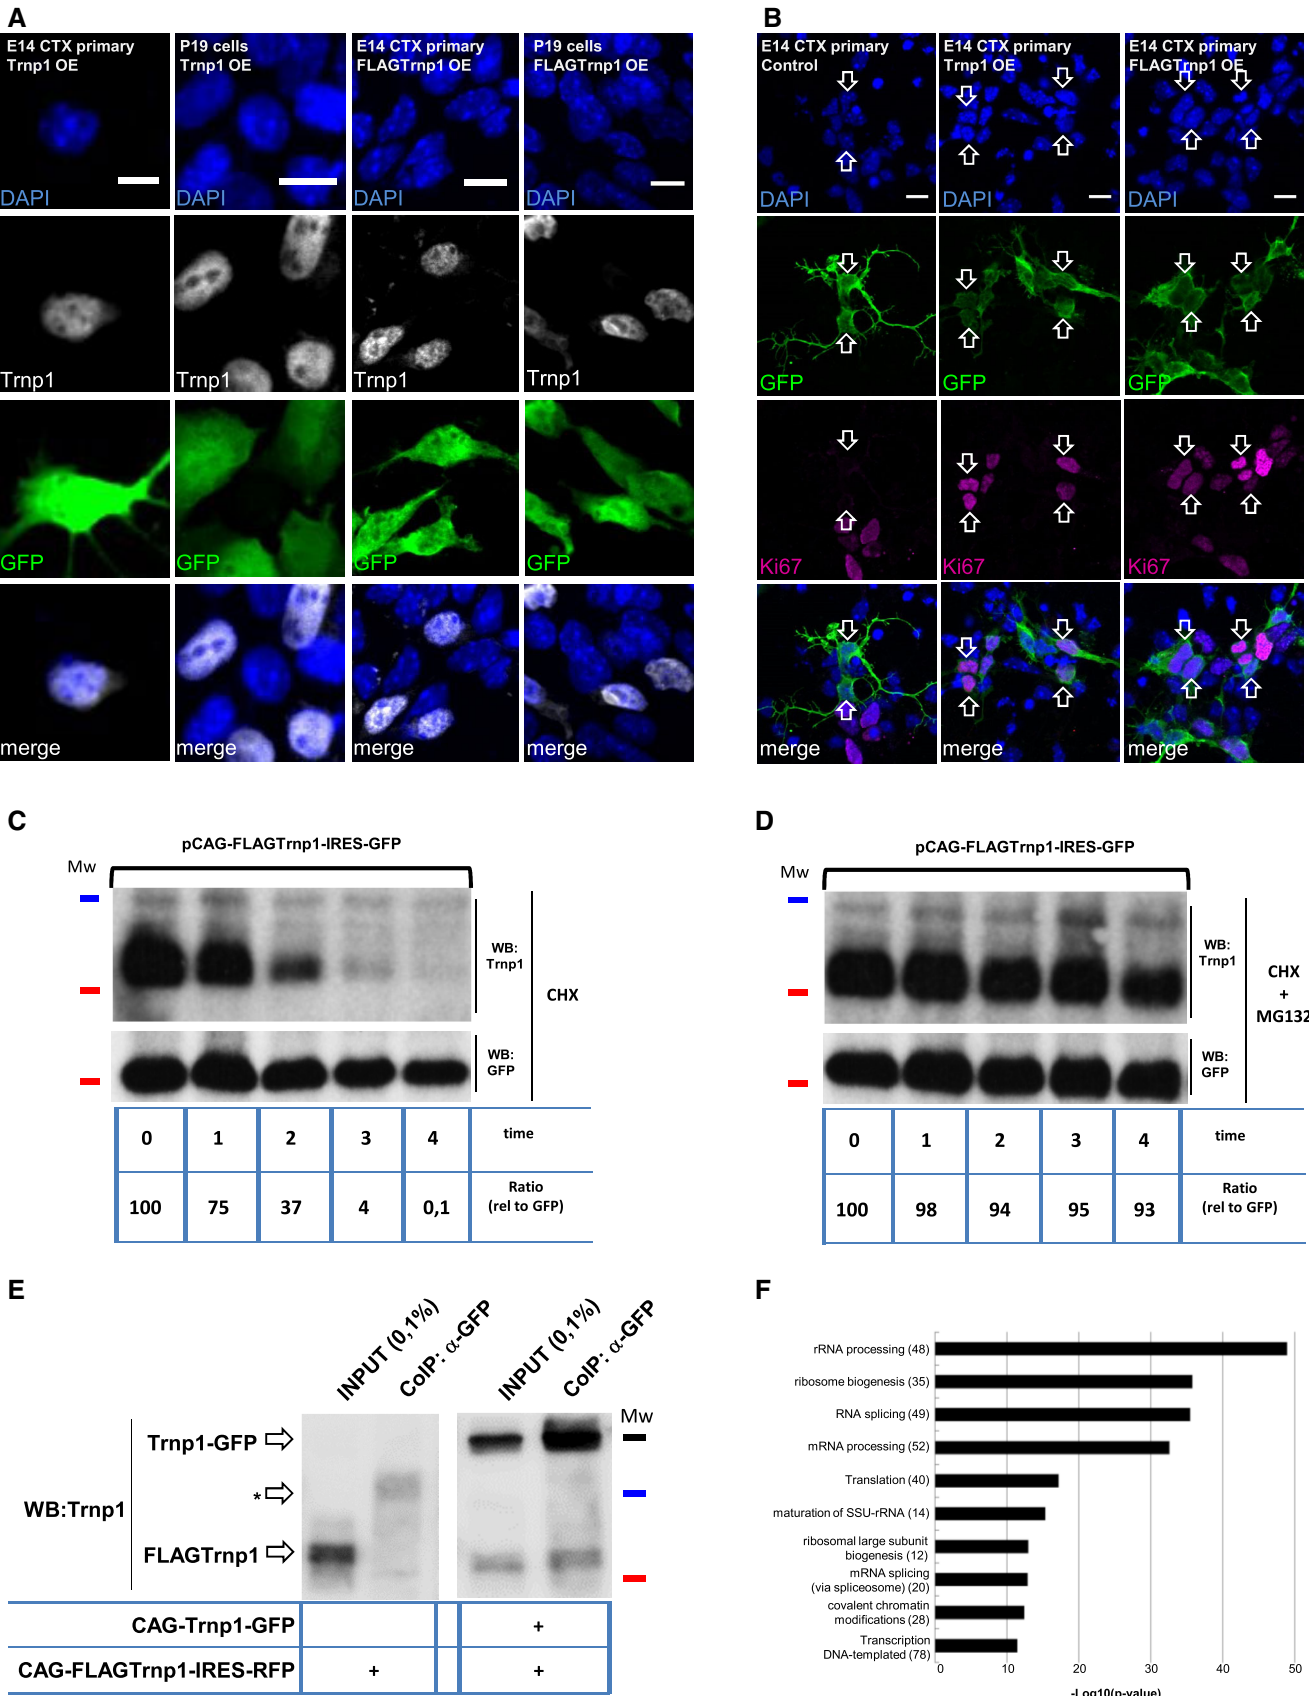 A
E14 CTX primary
Trnp1 OE
P19 cells
Trnp1 OE
E14 CTX primary
FLAGTrnp1 OE
P19 cells
FLAGTrnp1 OE
DAPI
DAPI
DAPI
DAPI
Trnp1
Trnp1
Trnp1
Trnp1
GFP
GFP
GFP
GFP
merge
merge
merge
merge
B
E14 CTX primary
Control
E14 CTX primary
Trnp1 OE
E14 CTX primary
FLAGTrnp1 OE
DAPI
DAPI
DAPI
GFP
GFP
GFP
Ki67
Ki67
Ki67
merge
merge
merge
C
pCAG-FLAGTrnp1-IRES-GFP
Mw
WB:
Trnp1
CHX
WB:
GFP
0 1 2 3 4 time
100 75 37 4 0,1 Ratio
(rel to GFP)
D
pCAG-FLAGTrnp1-IRES-GFP
Mw
WB:
Trnp1
CHX
+
MG132
WB:
GFP
0 1 2 3 4 time
100 98 94 95 93 Ratio
(rel to GFP)
E
INPUT (0,1%)
CoIP: α-GFP
INPUT (0,1%)
CoIP: α-GFP
Mw
Trnp1-GFP
*
WB:Trnp1
FLAGTrnp1
CAG-Trnp1-GFP +
CAG-FLAGTrnp1-IRES-RFP + +
F
rRNA processing (48)
ribosome biogenesis (35)
RNA splicing (49)
mRNA processing (52)
Translation (40)
maturation of SSU-rRNA (14)
ribosomal large subunit
biogenesis (12)
mRNA splicing
(via spliceosome) (20)
covalent chromatin
modifications (28)
Transcription
DNA-templated (78)
0 10 20 30 40 50
-Log10(p-value)